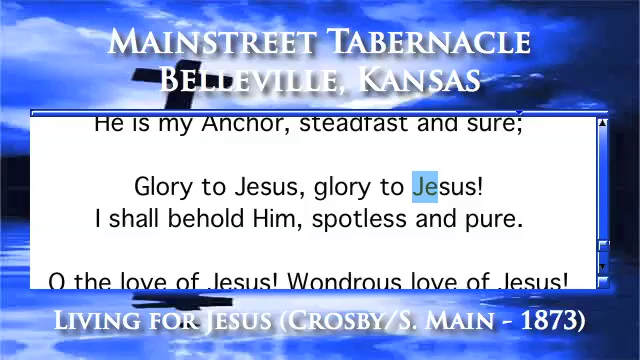 Mainstreet Tabernacle
Belleville, Kansas
He is my Anchor, steadfast and sure;
Glory to Jesus, glory to Jesus!
I shall behold Him, spotless and pure.
O the love of Jesus! Wondrous love of Jesus!
Living for Jesus (Crosby/S. Main - 1873)